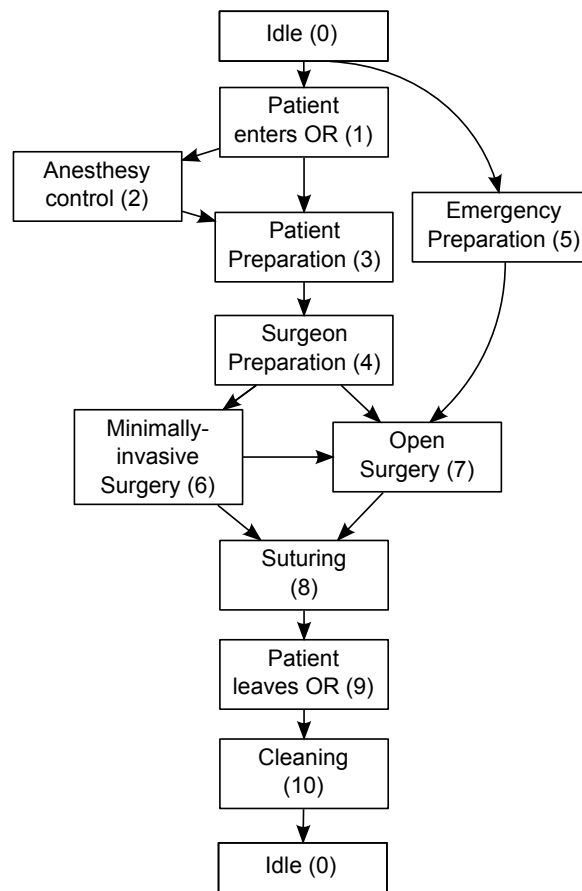 Idle (0)
Patient
enters OR (1)
Anesthesy
control (2)
Emergency
Preparation (5)
Patient
Preparation (3)
Surgeon
Preparation (4)
Minimally-
invasive
Surgery (6)
Open
Surgery (7)
Suturing
(8)
Patient
leaves OR (9)
Cleaning
(10)
Idle (0)